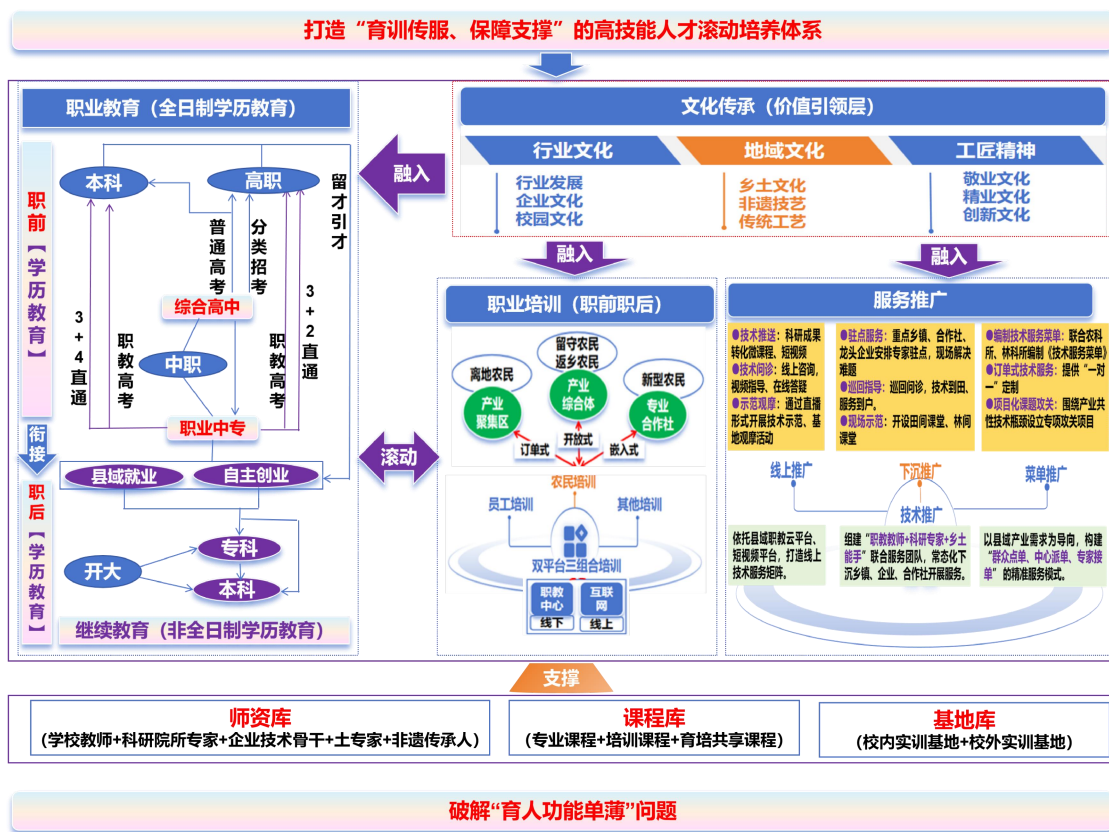 打造“育训传服、保障支撑”的高技能人才滚动培养体系
职业教育（全日制学历教育）
职前【学历教育】
本科
高职
留才引才
普通高考
分类招考
综合高中
3+4直通
职教高考
中职
职教高考
3+2直通
职业中专
衔接
县域就业
自主创业
职后【学历教育】
专科
开大
本科
继续教育（非全日制学历教育）
融入
滚动
文化传承（价值引领层）
行业文化
行业发展
企业文化
校园文化
地域文化
乡土文化
非遗技艺
传统工艺
工匠精神
敬业文化
精业文化
创新文化
融入
融入
职业培训（职前职后）
留守农民
返乡农民
离地农民
新型农民
产业
聚集区
产业
综合体
专业
合作社
订单式
开放式
嵌入式
农民培训
员工培训
其他培训
双平台三组合培训
职教
中心
线下
互联
网
线上
服务推广
●技术推送：科研成果
转化微课程、短视频
●技术问诊：线上咨询，
视频指导、在线答疑
●示范观摩：通过直播
形式开展技术示范、基
地观摩活动
●驻点服务：重点乡镇、合作社、
龙头企业安排专家驻点，现场解决
难题
●巡回指导：巡回问诊，技术到田、
服务到户。
●现场示范：开设田间课堂、林间
课堂
●编制技术服务菜单：联合农科
所、林科所编制《技术服务菜单》
●订单式技术服务：提供“一对
一”定制
●项目化课题攻关：围绕产业共
性技术瓶颈设立专项攻关项目
线上推广
下沉推广
菜单推广
技术推广
依托县域职教云平台、
短视频平台，打造线上
技术服务矩阵。
组建“职教教师+科研专家+乡土
能手”联合服务团队，常态化下
沉乡镇、企业、合作社开展服务。
以县域产业需求为导向，构建
“群众点单、中心派单、专家接
单”的精准服务模式。
支撑
师资库
（学校教师+科研院所专家+企业技术骨干+土专家+非遗传承人）
课程库
（专业课程+培训课程+育培共享课程）
基地库
（校内实训基地+校外实训基地）
破解“育人功能单薄”问题